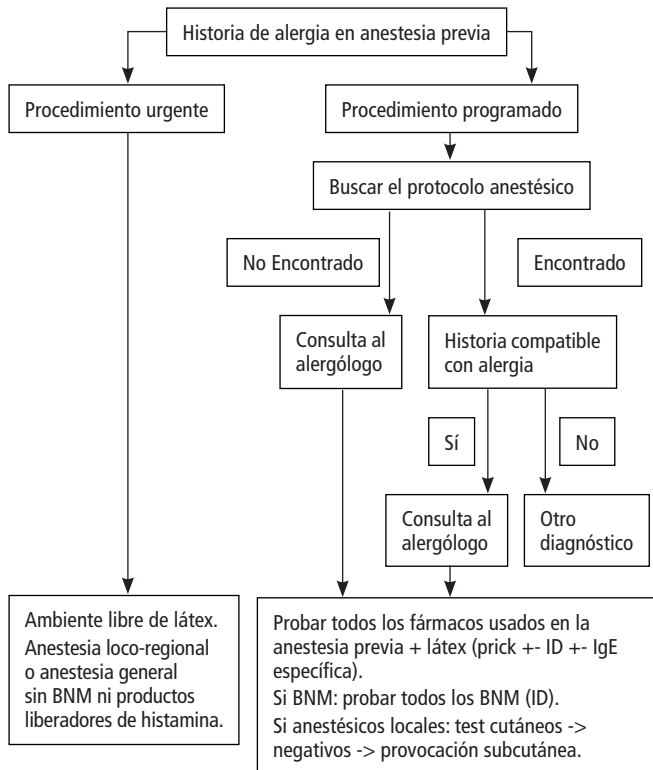 Historia de alergia en anestesia previa
Procedimiento urgente
Procedimiento programado
Buscar el protocolo anestésico
No Encontrado
Encontrado
Consulta al
alergólogo
Historia compatible
con alergia
Sí
No
Consulta al
alergólogo
Otro
diagnóstico
Ambiente libre de látex.
Anestesia loco-regional
o anestesia general
sin BNM ni productos
liberadores de histamina.
Probar todos los fármacos usados en la
anestesia previa + látex (prick +- ID +- IgE
específica).
Si BNM: probar todos los BNM (ID).
Si anestésicos locales: test cutáneos ->
negativos -> provocación subcutánea.